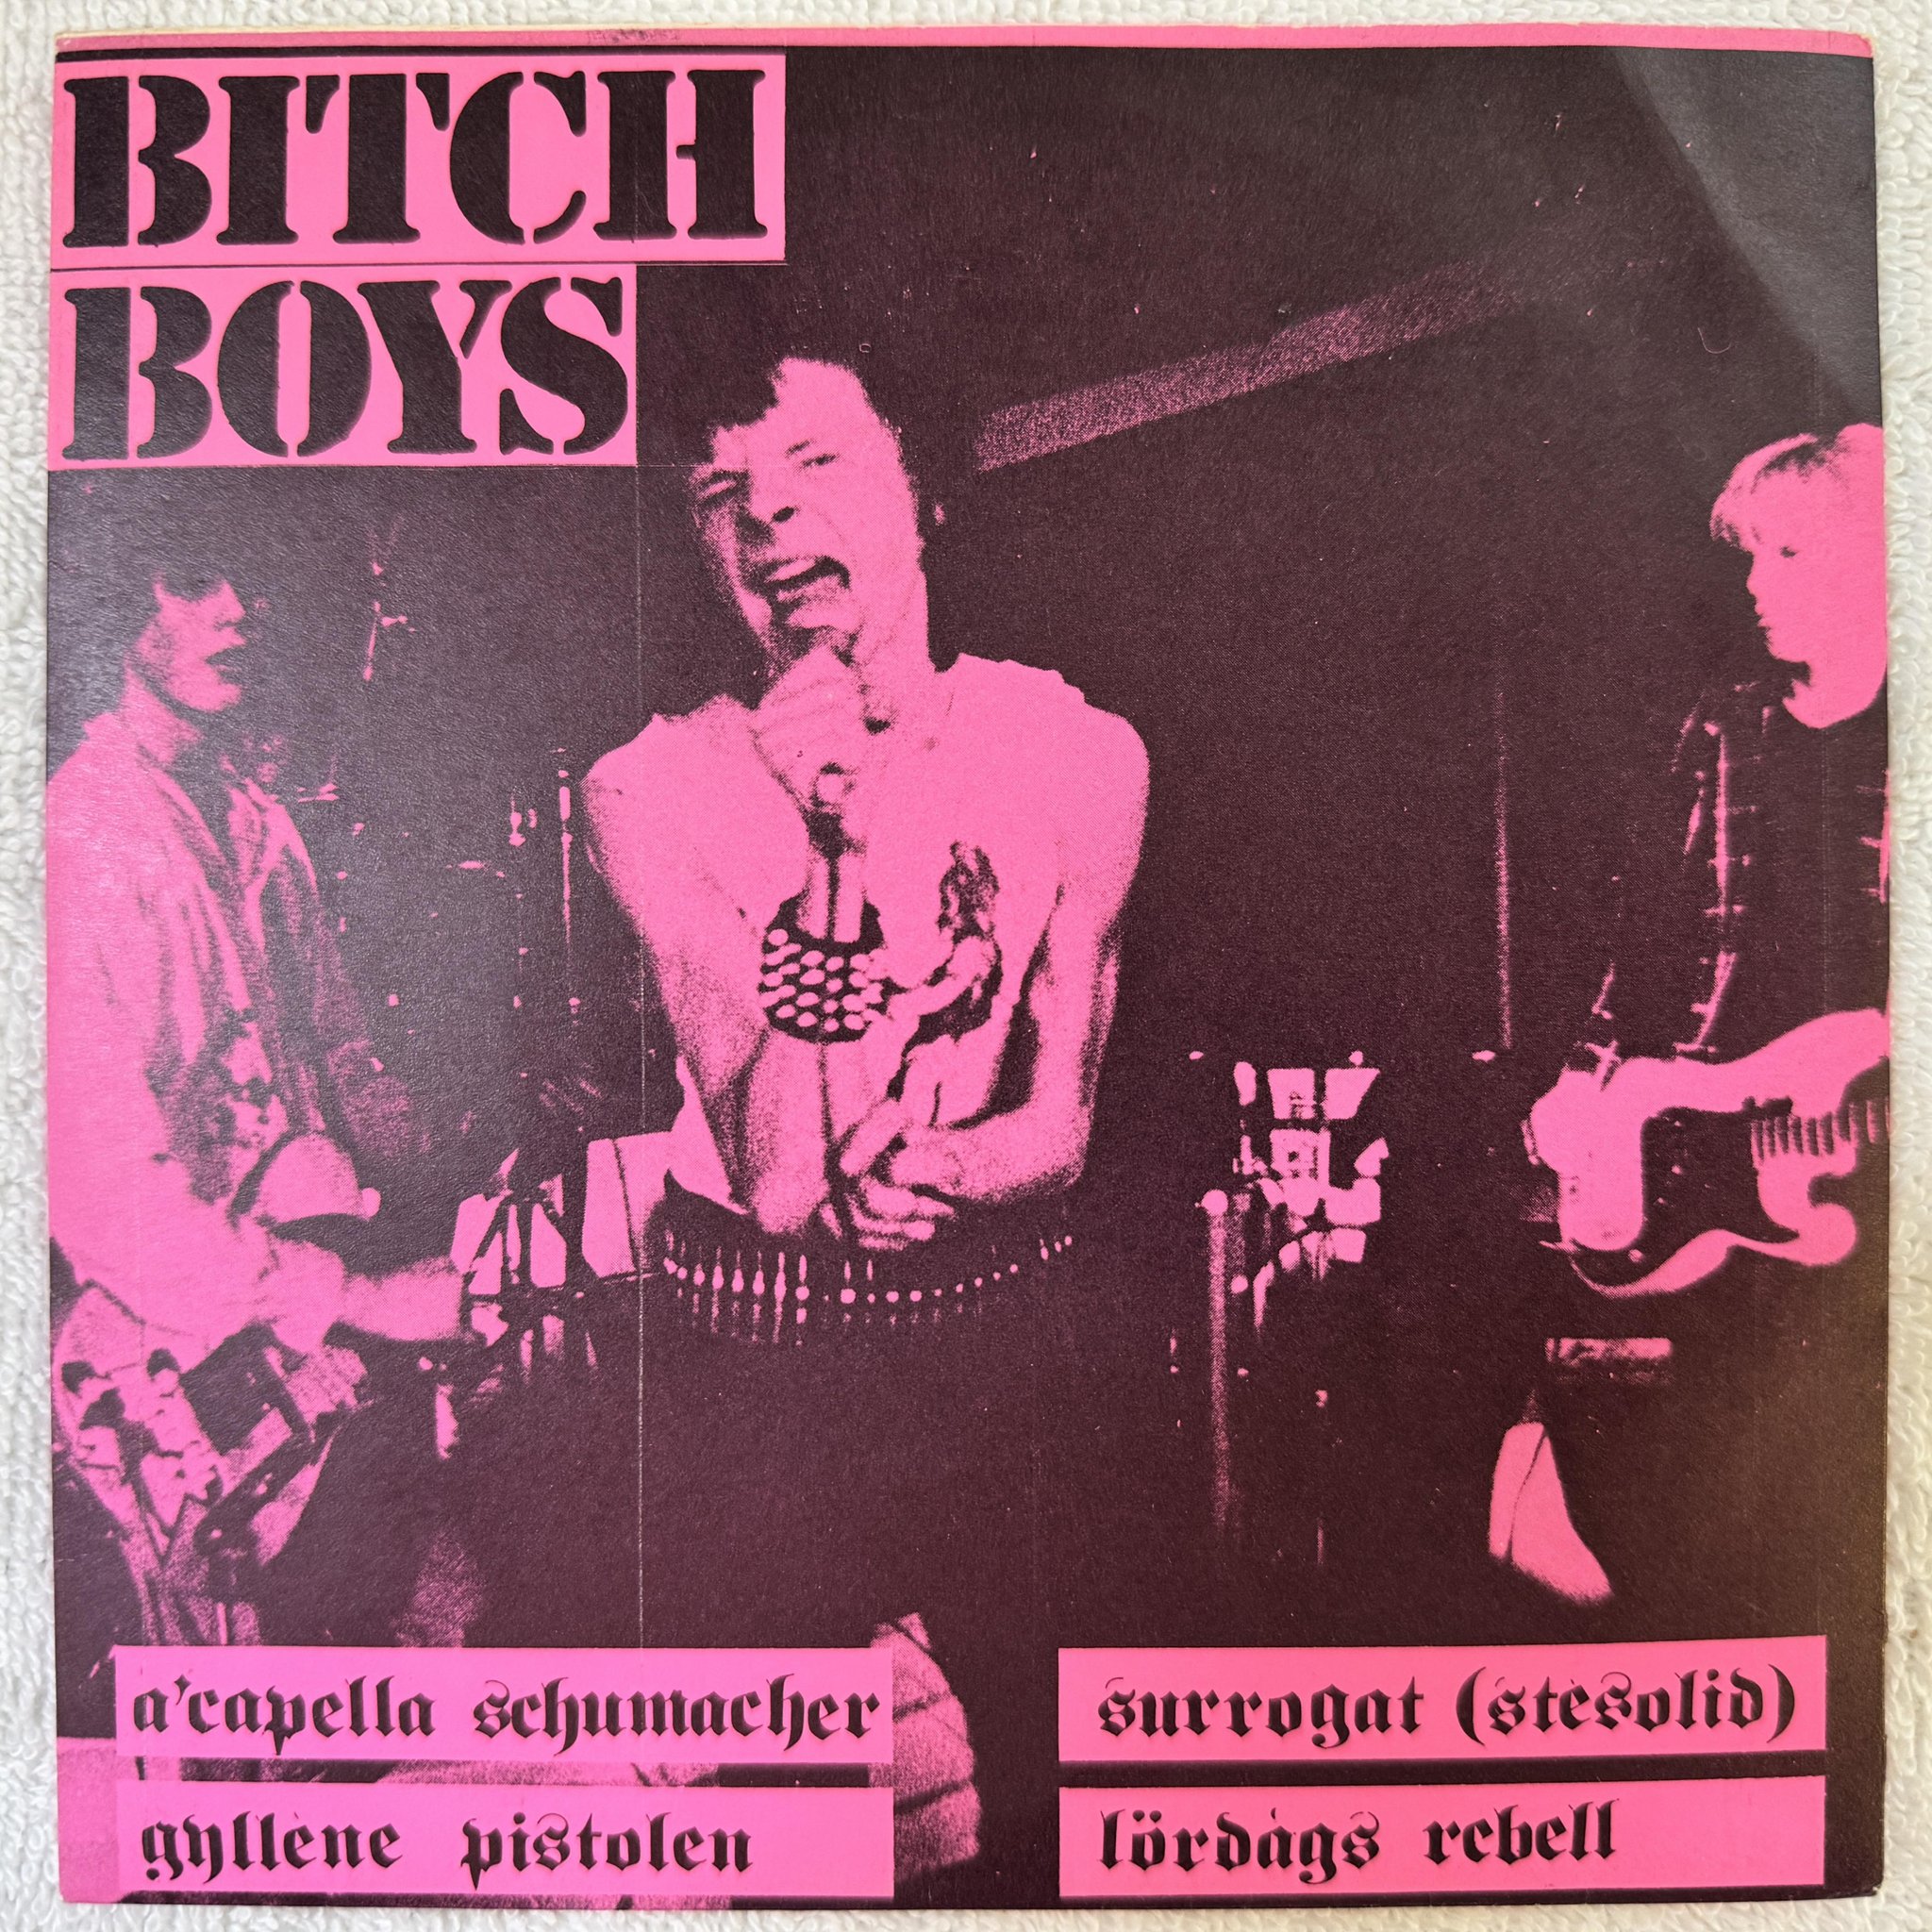 BITCH
BOYS
a'capella schumacher
gyllene pistolen
surrogat (stesolid)
lördags rebell